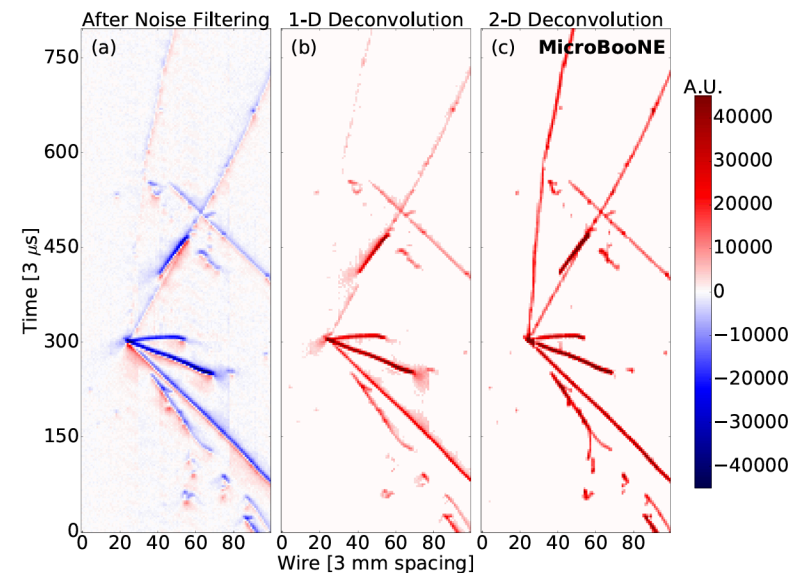 After Noise Filtering 1-D Deconvolution 2-D Deconvolution
(a) (b) (c) MicroBooNE
A.U.
750
600
450
300
150
0
Time [3 μs]
40000
30000
20000
10000
0
−10000
−20000
−30000
−40000
0 20 40 60 80 0 20 40 60 80 0 20 40 60 80
Wire [3 mm spacing]